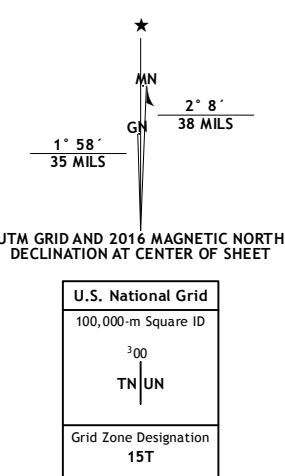 ★
MN
2° 8´
38 MILS
GN
1° 58´
35 MILS
UTM GRID AND 2016 MAGNETIC NORTH
DECLINATION AT CENTER OF SHEET
U.S. National Grid
100,000-m Square ID
³00
TN UN
Grid Zone Designation
15T